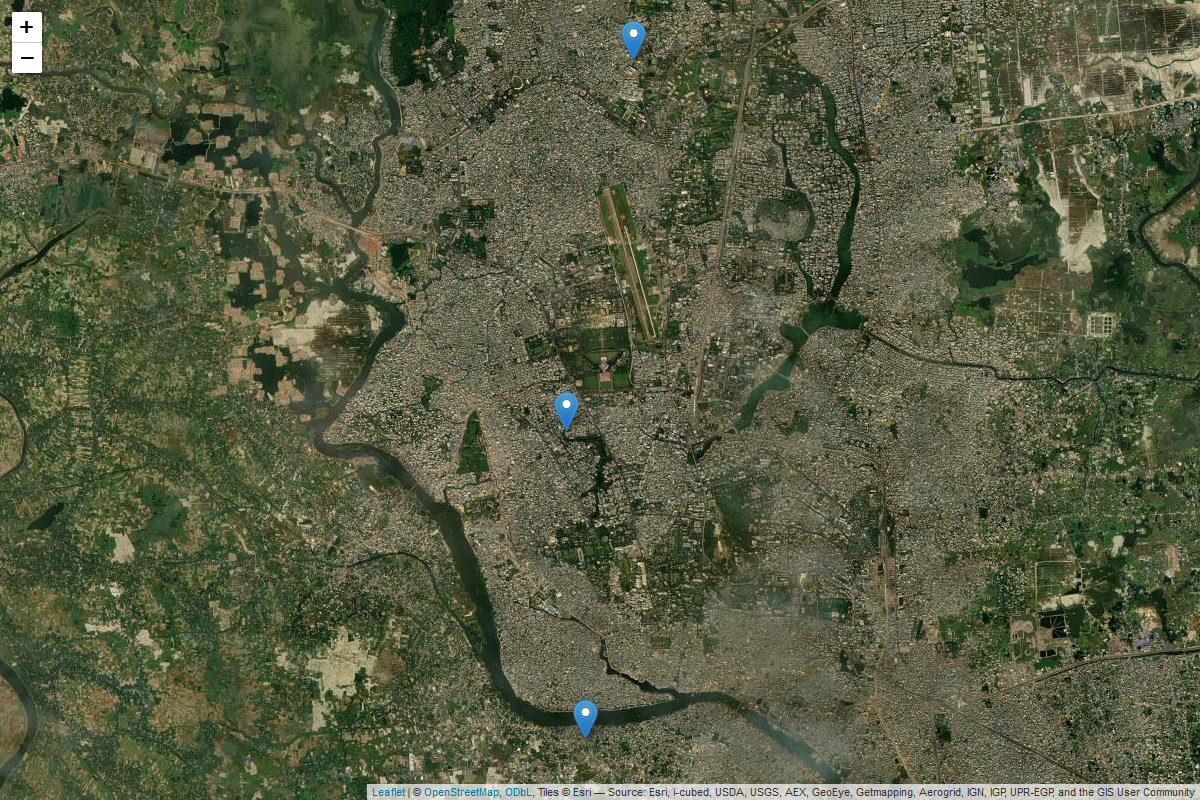 +
−
Leaflet | © OpenStreetMap, ODbL, Tiles © Esri — Source: Esri, i-cubed, USDA, USGS, AEX, GeoEye, Getmapping, Aerogrid, IGN, IGP, UPR-EGP, and the GIS User Community